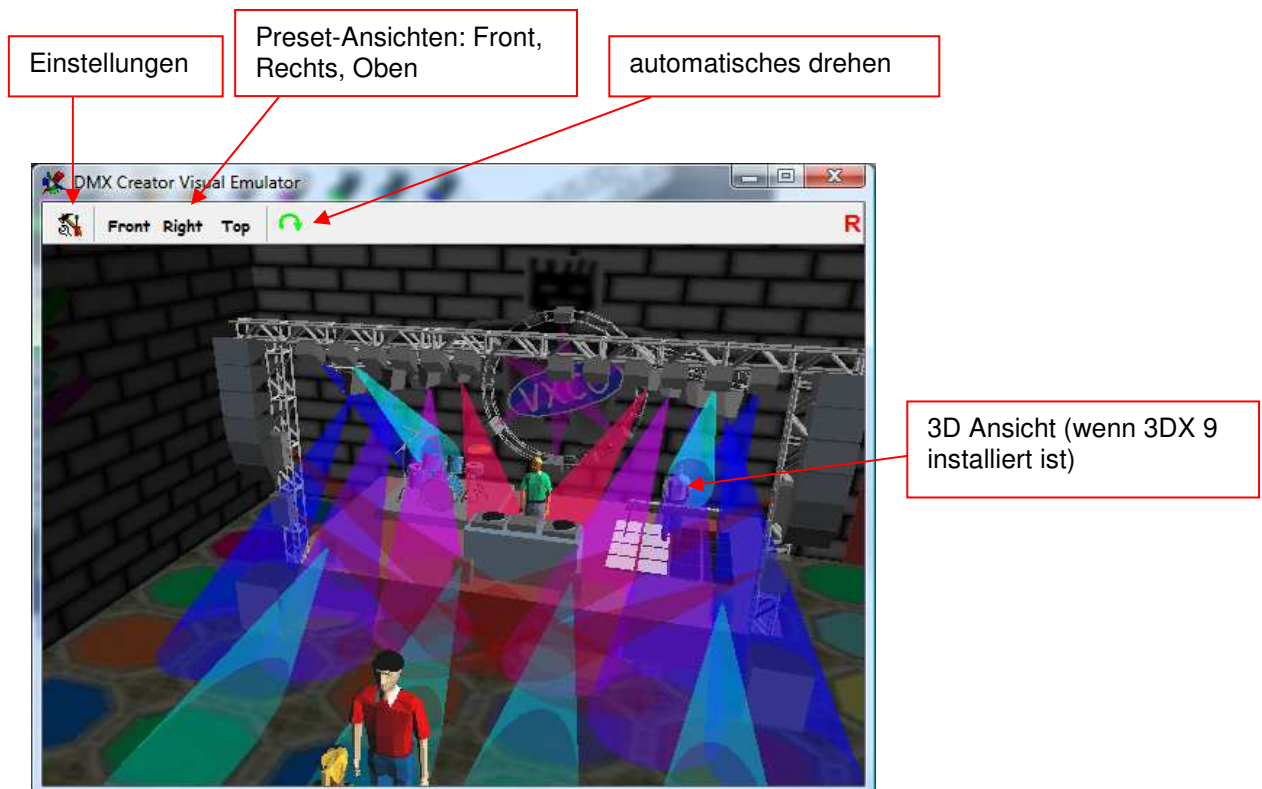 Einstellungen
Preset-Ansichten: Front,
Rechts, Oben
automatisches drehen
DMX Creator Visual Emulator
Front Right Top
R
3D Ansicht (wenn 3DX 9
installiert ist)